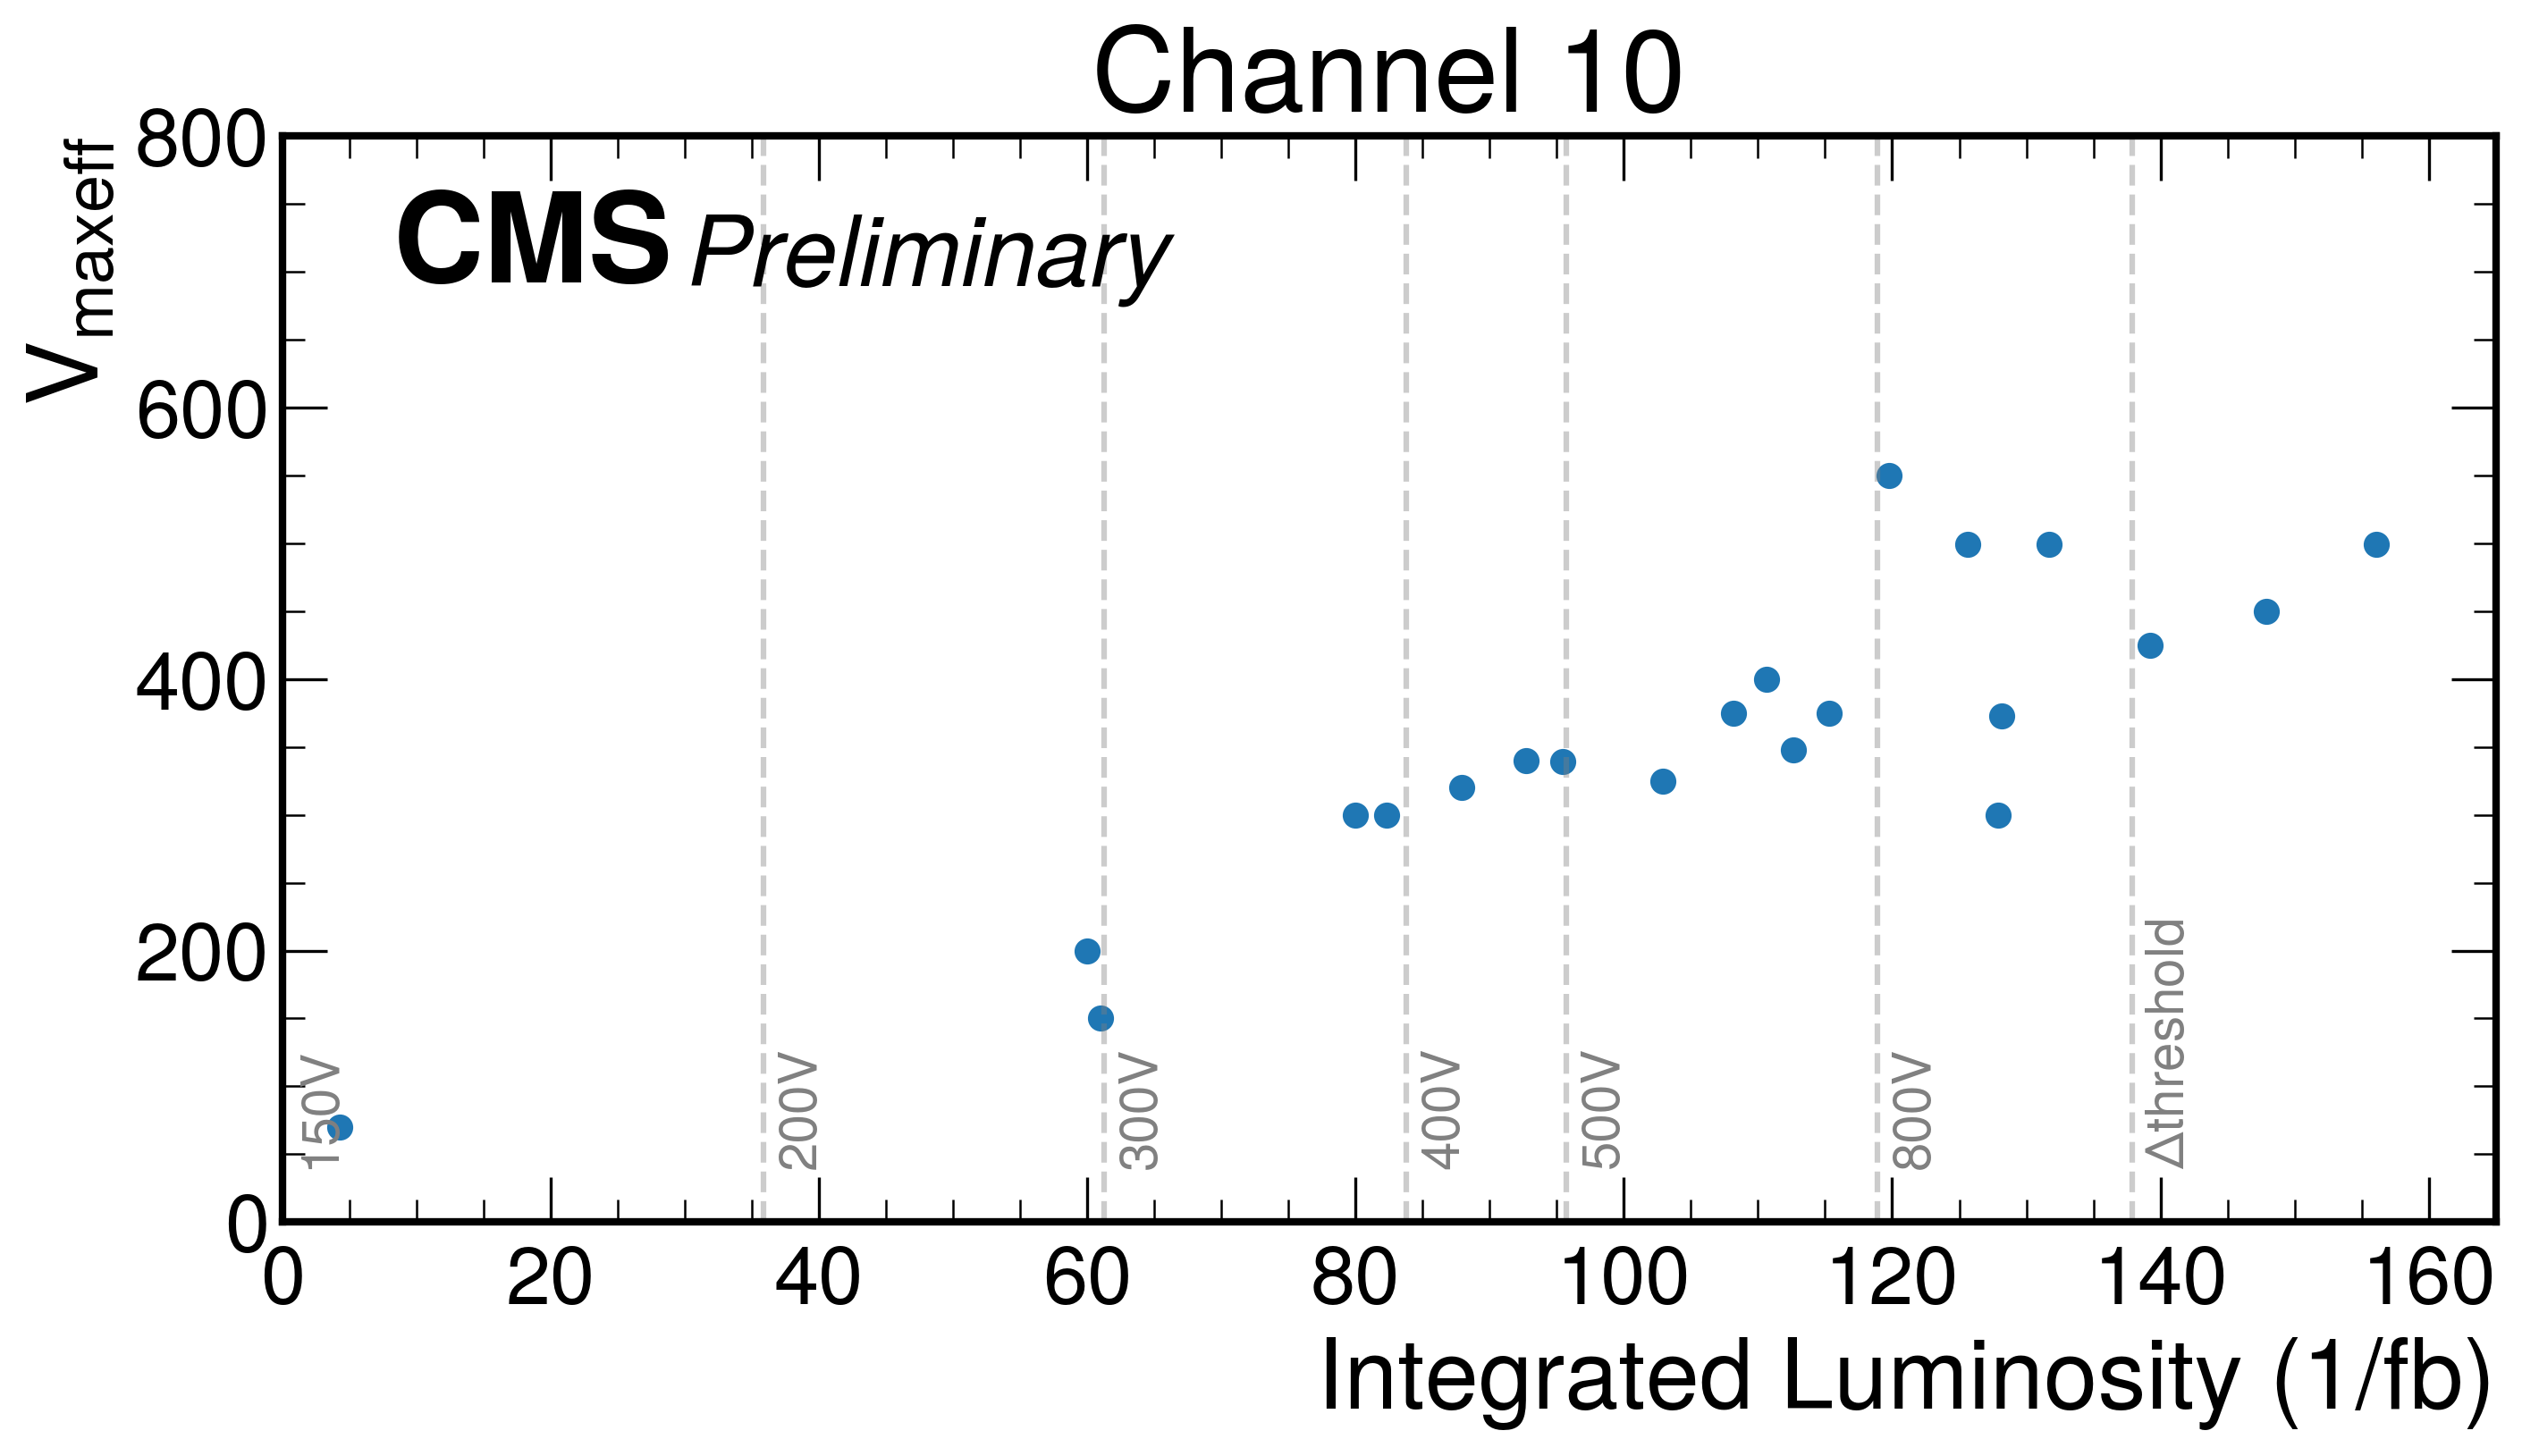 Channel 10
CMS Preliminary
V_maxeff
800
600
400
200
0
150V
200V
300V
400V
500V
800V
Δthreshold
0 20 40 60 80 100 120 140 160
Integrated Luminosity (1/fb)